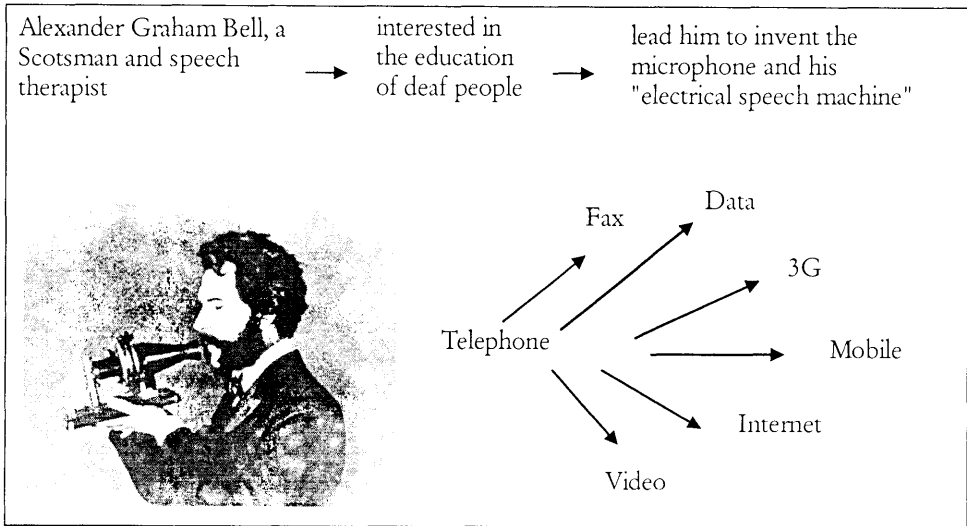 Alexander Graham Bell, a
Scotsman and speech
therapist
interested in
the education
of deaf people
lead him to invent the
microphone and his
"electrical speech machine"
Fax
Data
3G
Telephone
Mobile
Internet
Video